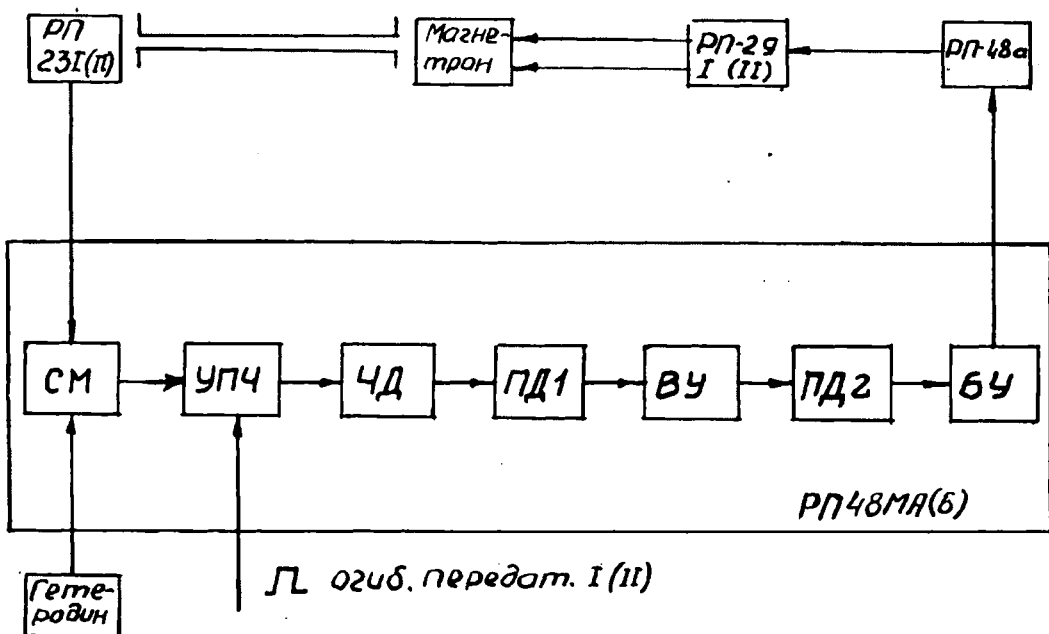 РП
23I(II)
Магне-
трон
РП-29
I (II)
РП-48а
СМ
УПЧ
ЧД
ПД1
ВУ
ПД2
БУ
РП48МА(Б)
огиб. передат. I (II)
Гете-
родин